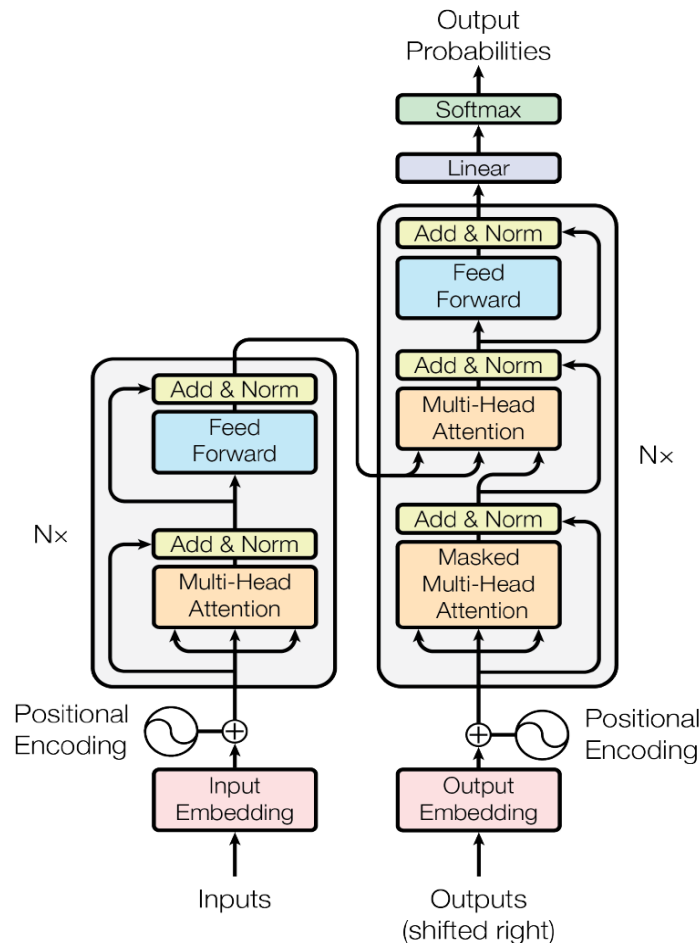 Output
Probabilities
Softmax
Linear
Add & Norm
Feed
Forward
Add & Norm
Multi-Head
Attention
Add & Norm
Masked
Multi-Head
Attention
N×
Add & Norm
Feed
Forward
Add & Norm
Multi-Head
Attention
N×
Positional
Encoding
Positional
Encoding
Input
Embedding
Output
Embedding
Inputs
Outputs
(shifted right)